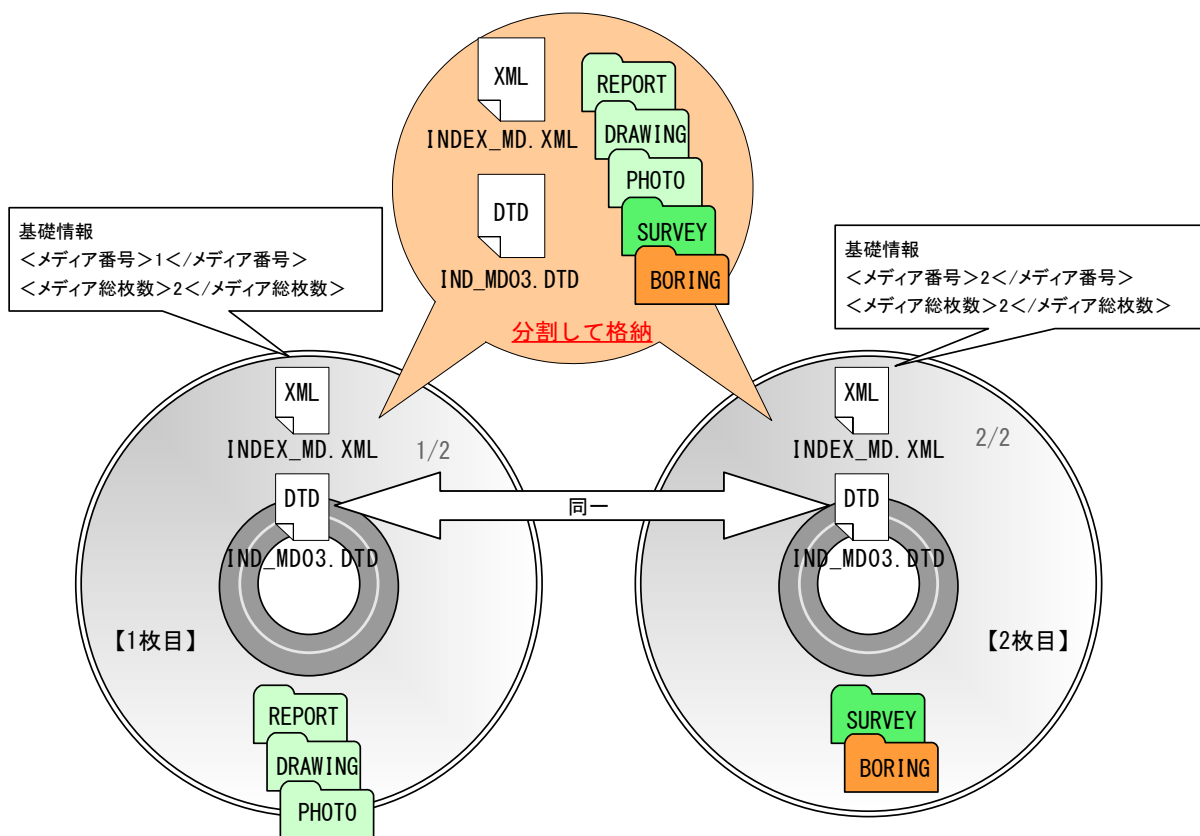 XML
INDEX_MD.XML
DTD
IND_MD03.DTD
REPORT
DRAWING
PHOTO
SURVEY
BORING
分割して格納
基礎情報
<メディア番号>1</メディア番号>
<メディア総枚数>2</メディア総枚数>
基礎情報
<メディア番号>2</メディア番号>
<メディア総枚数>2</メディア総枚数>
XML
INDEX_MD.XML
1/2
DTD
IND_MD03.DTD
【1枚目】
REPORT
DRAWING
PHOTO
同一
XML
INDEX_MD.XML
2/2
DTD
IND_MD03.DTD
【2枚目】
SURVEY
BORING